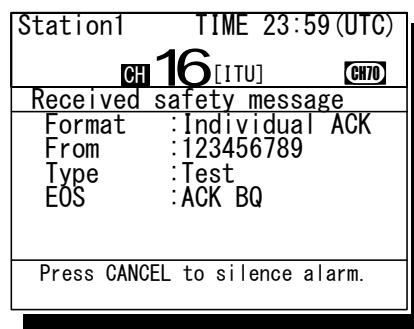 Station1 TIME 23:59(UTC)
CH 16[ITU] CH70
Received safety message
Format :Individual ACK
From :123456789
Type :Test
EOS :ACK BQ
Press CANCEL to silence alarm.